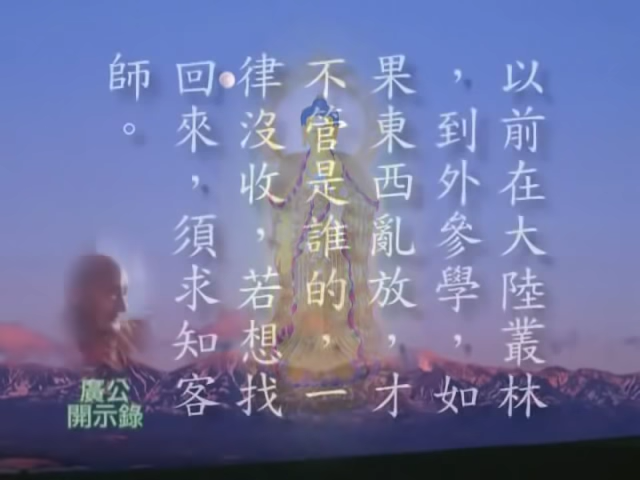 以前在大陸叢林
，到外參學，如
果東西亂放，才
不管是誰的，一
律沒收，若想找
回來，須求知客
師。
廣公
開示錄